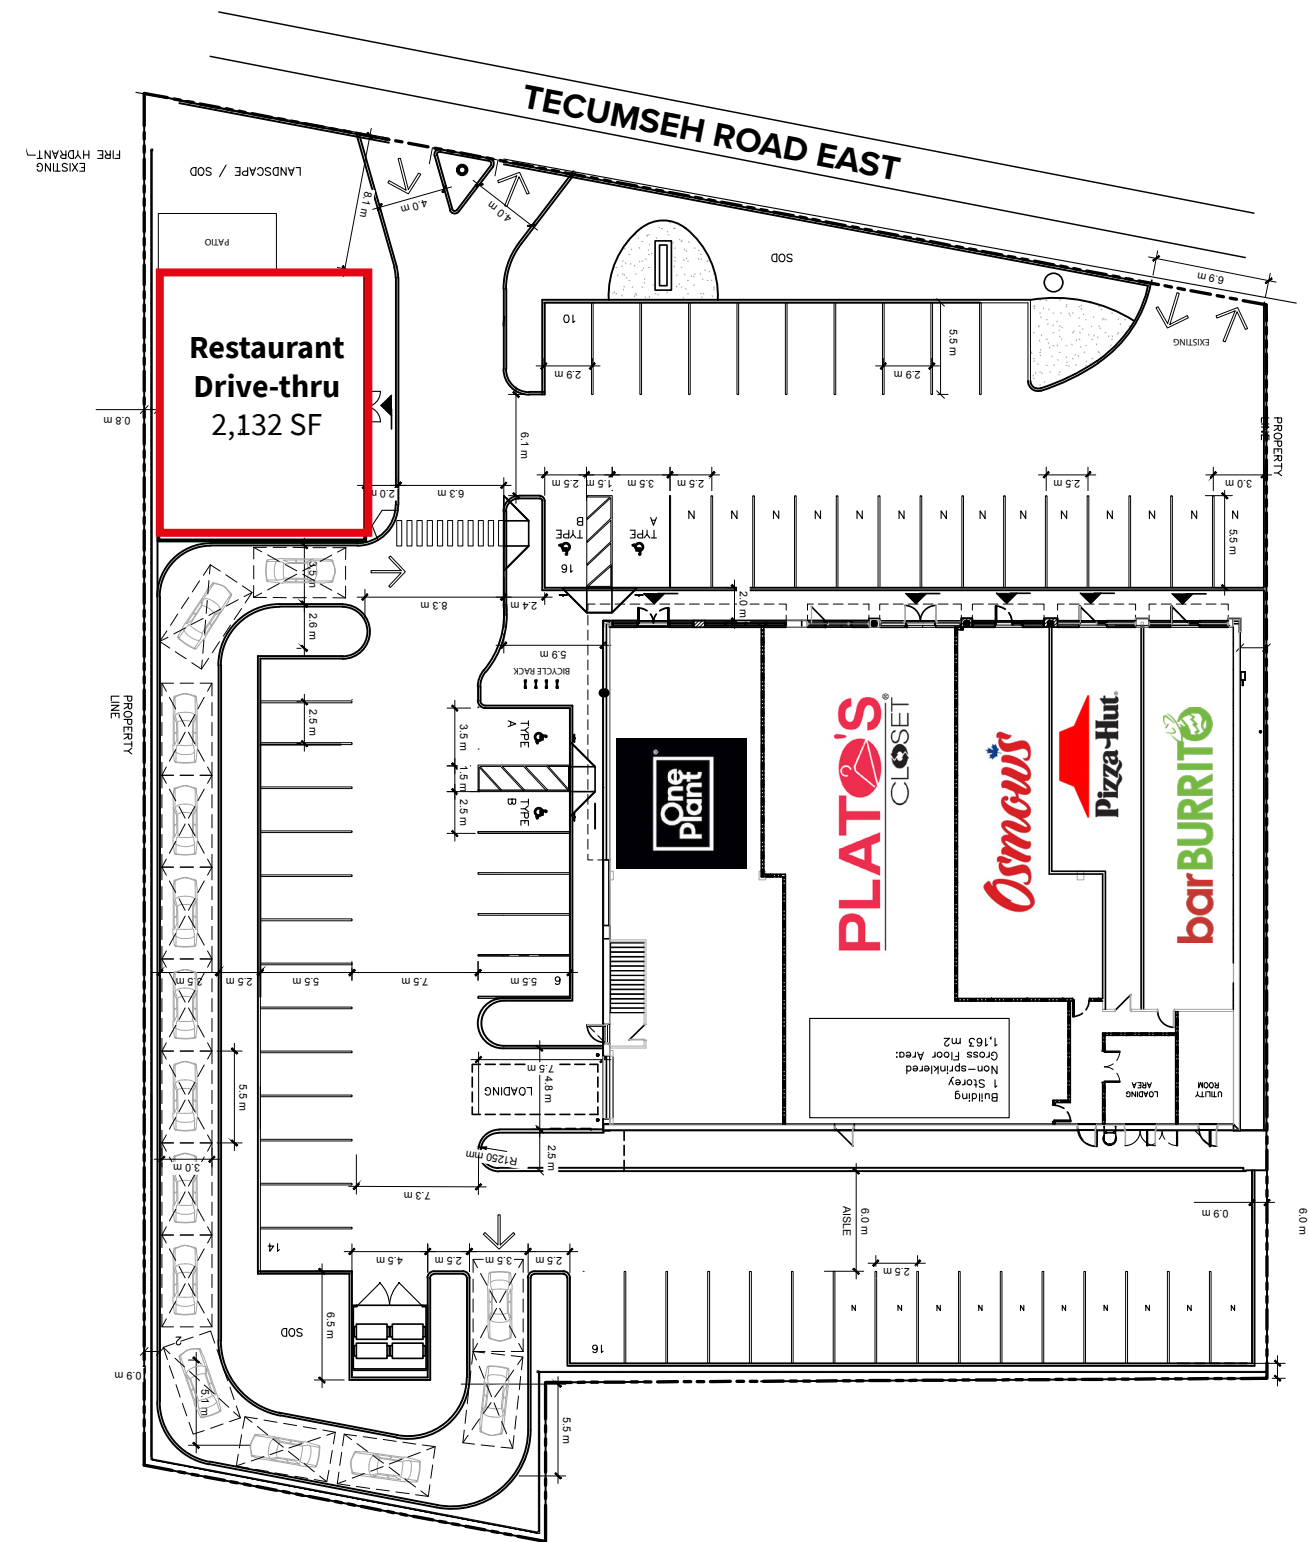 TECUMSEH ROAD EAST
EXISTING
FIRE HYDRANT
LANDSCAPE / SOD
8.1 m
4.0 m
4.0 m
PATIO
SOD
6.9 m
EXISTING
Restaurant
Drive-thru
2,132 SF
10
2.9 m
2.9 m
5.5 m
0.8 m
6.1 m
PROPERTY
LINE
2.0 m
6.3 m
2.5 m
1.5 m
3.5 m
2.5 m
2.5 m
3.0 m
TYPE
B
TYPE
A
16
N
N
N
N
N
N
N
N
N
N
N
N
N
N
5.5 m
3.5 m
8.3 m
2.4 m
2.0 m
2.6 m
5.9 m
BICYCLE RACK
PROPERTY
LINE
2.5 m
3.5 m
TYPE
A
1.5 m
2.5 m
TYPE
B
One
Plant
PLATO'S
CLOSET
Osmow's
Pizza Hut
barBURRITO
3.5 m
2.5 m
5.5 m
7.5 m
5.5 m
6
Building
1 Storey
Non-sprinklered
Gross Floor Area:
1,163 m2
7.5 m
4.8 m
LOADING
LOADING
AREA
UTILITY
ROOM
5.5 m
3.0 m
R1250 mm
2.5 m
7.3 m
AISLE
6.0 m
0.9 m
6.0 m
14
4.5 m
2.5 m
3.5 m
2.5 m
2.5 m
SOD
6.5 m
16
N
N
N
N
N
N
N
N
N
N
2
0.9 m
5.1 m
5.5 m